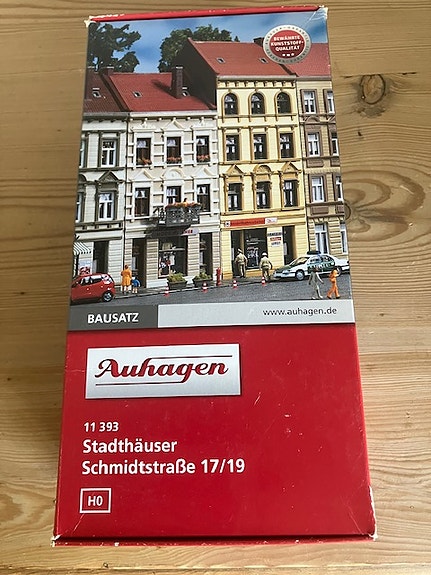 BEWÄHRTE
KUNSTSTOFF-
QUALITÄT
BAUSATZ
www.auhagen.de
Auhagen
11 393
Stadthäuser
Schmidtstraße 17/19
H0